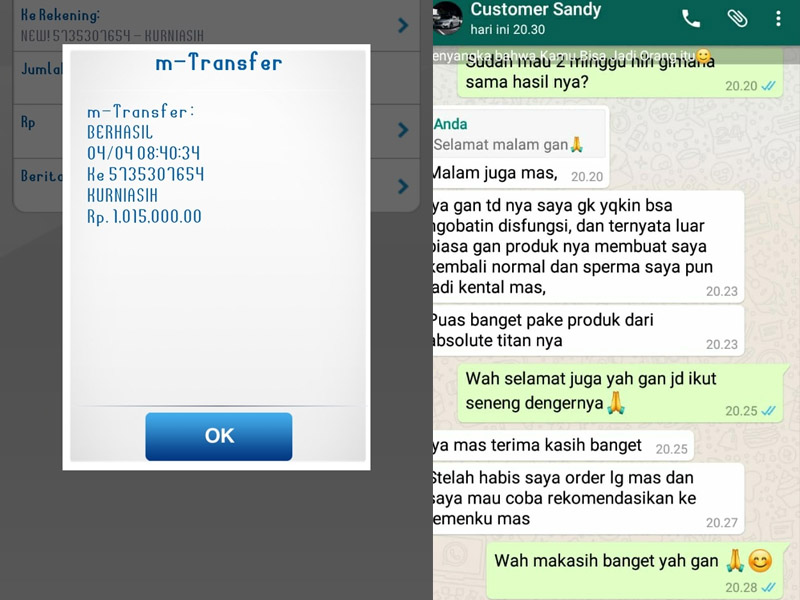 Ke Rekening:
NEW! 5735307654 - KURNIASIH
Jumlah
Rp
Berita
m-Transfer
m-Transfer:
BERHASIL
04/04 08:40:34
Ke 5735307654
KURNIASIH
Rp. 1.015.000.00
OK
Customer Sandy
hari ini 20.30
enyangka bahwa Kamu Bisa Jadi Orang itu😊
Sudah mau 2 minggu nih gimana
sama hasil nya?
20.20
Anda
Selamat malam gan🙏
Malam juga mas,
20.20
ya gan td nya saya gk yqkin bsa
ngobatin disfungsi, dan ternyata luar
biasa gan produk nya membuat saya
kembali normal dan sperma saya pun
adi kental mas,
20.23
Puas banget pake produk dari
absolute titan nya
20.23
Wah selamat juga yah gan jd ikut
seneng dengernya🙏
20.25
ya mas terima kasih banget
20.25
Stelah habis saya order lg mas dan
saya mau coba rekomendasikan ke
temenku mas
20.27
Wah makasih banget yah gan 🙏😊
20.28